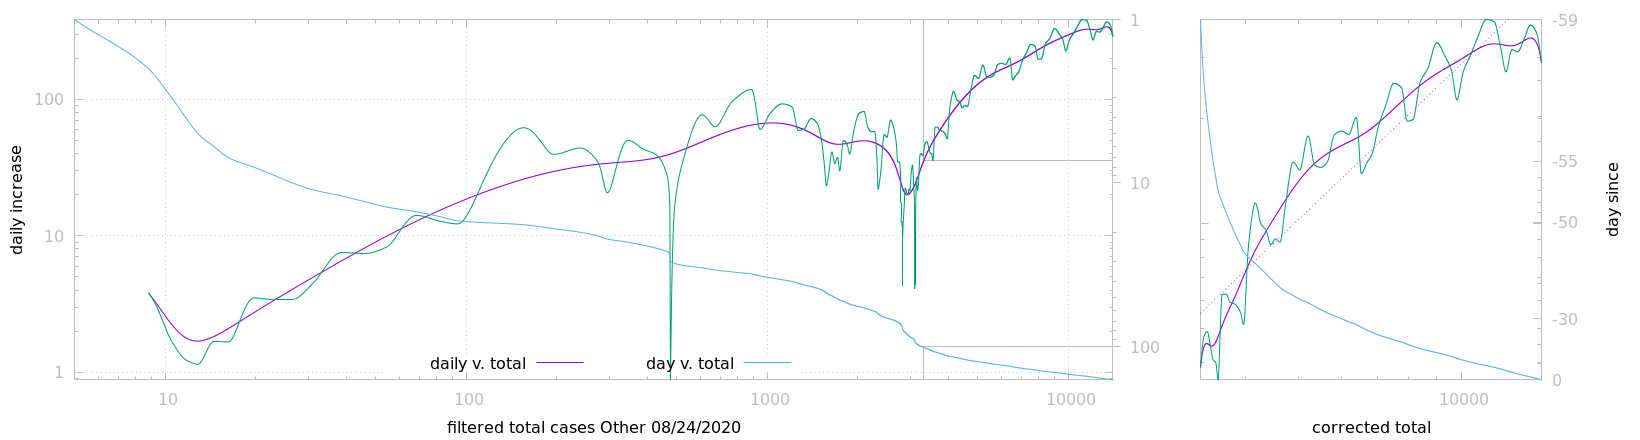 daily increase
100
10
1
10
100
1000
10000
1
10
100
daily v. total
day v. total
filtered total cases Other 08/24/2020
-59
-55
-50
-30
0
day since
10000
corrected total